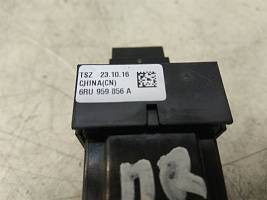 TSZ 23.10.16
CHINA(CN)
6RU 959 856 A